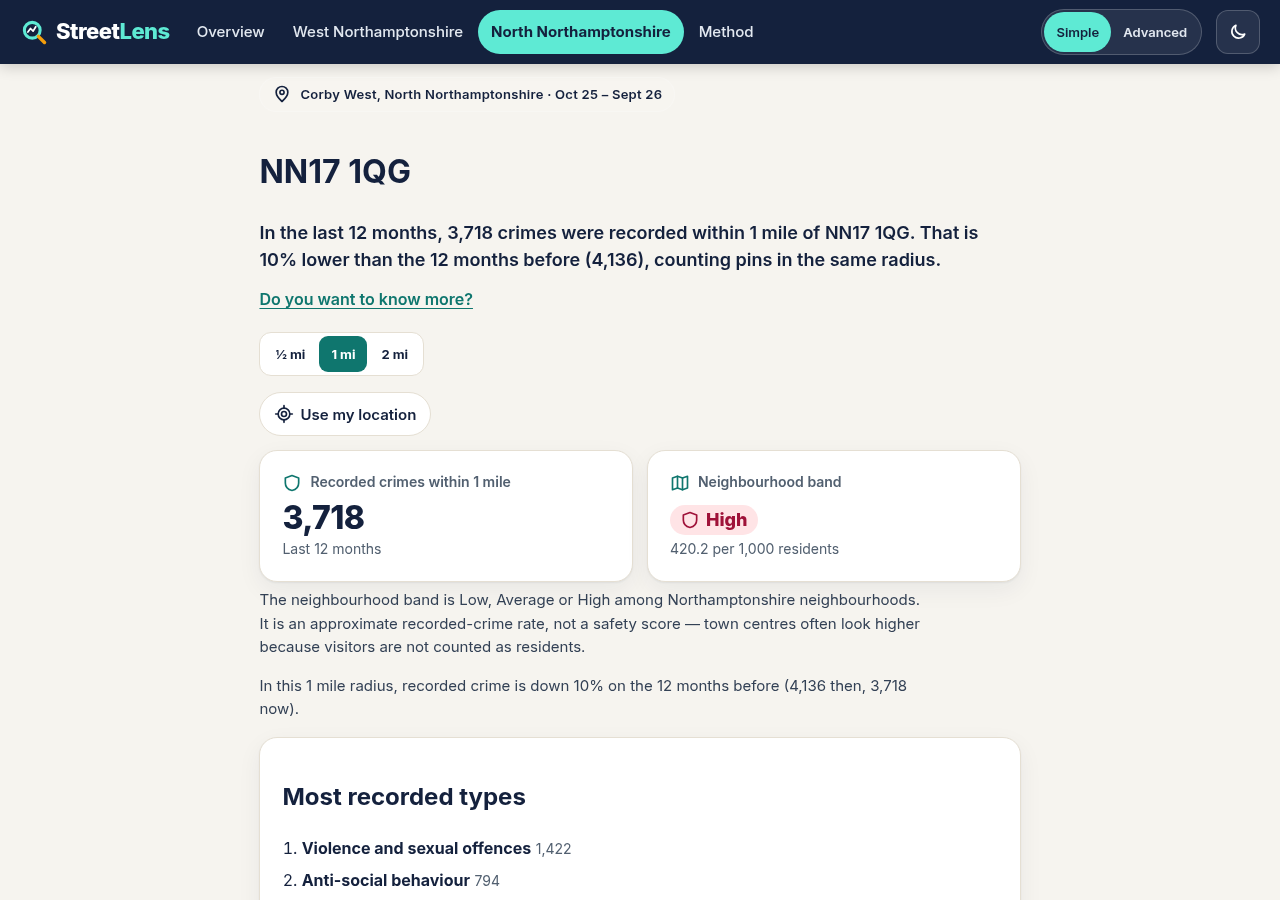 StreetLens Overview West Northamptonshire North Northamptonshire Method Simple Advanced
Corby West, North Northamptonshire · Oct 25 – Sept 26
NN17 1QG
In the last 12 months, 3,718 crimes were recorded within 1 mile of NN17 1QG. That is
10% lower than the 12 months before (4,136), counting pins in the same radius.
Do you want to know more?
½ mi 1 mi 2 mi
Use my location
Recorded crimes within 1 mile
3,718
Last 12 months
Neighbourhood band
High
420.2 per 1,000 residents
The neighbourhood band is Low, Average or High among Northamptonshire neighbourhoods.
It is an approximate recorded-crime rate, not a safety score — town centres often look higher
because visitors are not counted as residents.
In this 1 mile radius, recorded crime is down 10% on the 12 months before (4,136 then, 3,718
now).
Most recorded types
1. Violence and sexual offences 1,422
2. Anti-social behaviour 794